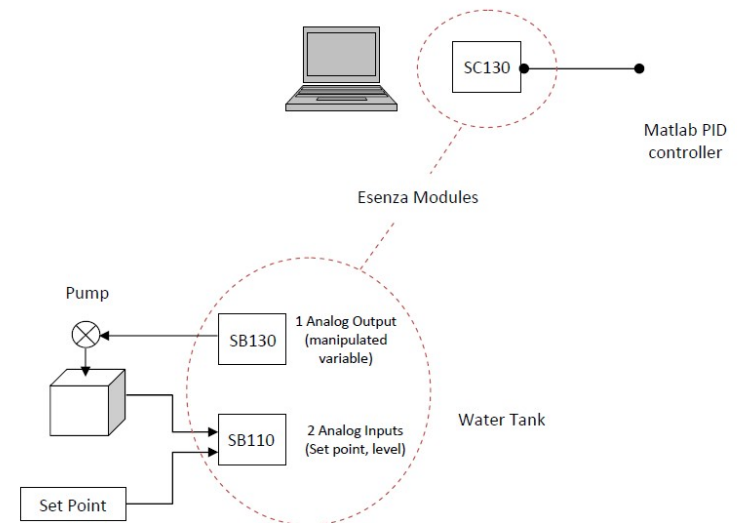 SC130
Matlab PID
controller
Esenza Modules
Pump
SB130
1 Analog Output
(manipulated
variable)
SB110
2 Analog Inputs
(Set point, level)
Water Tank
Set Point